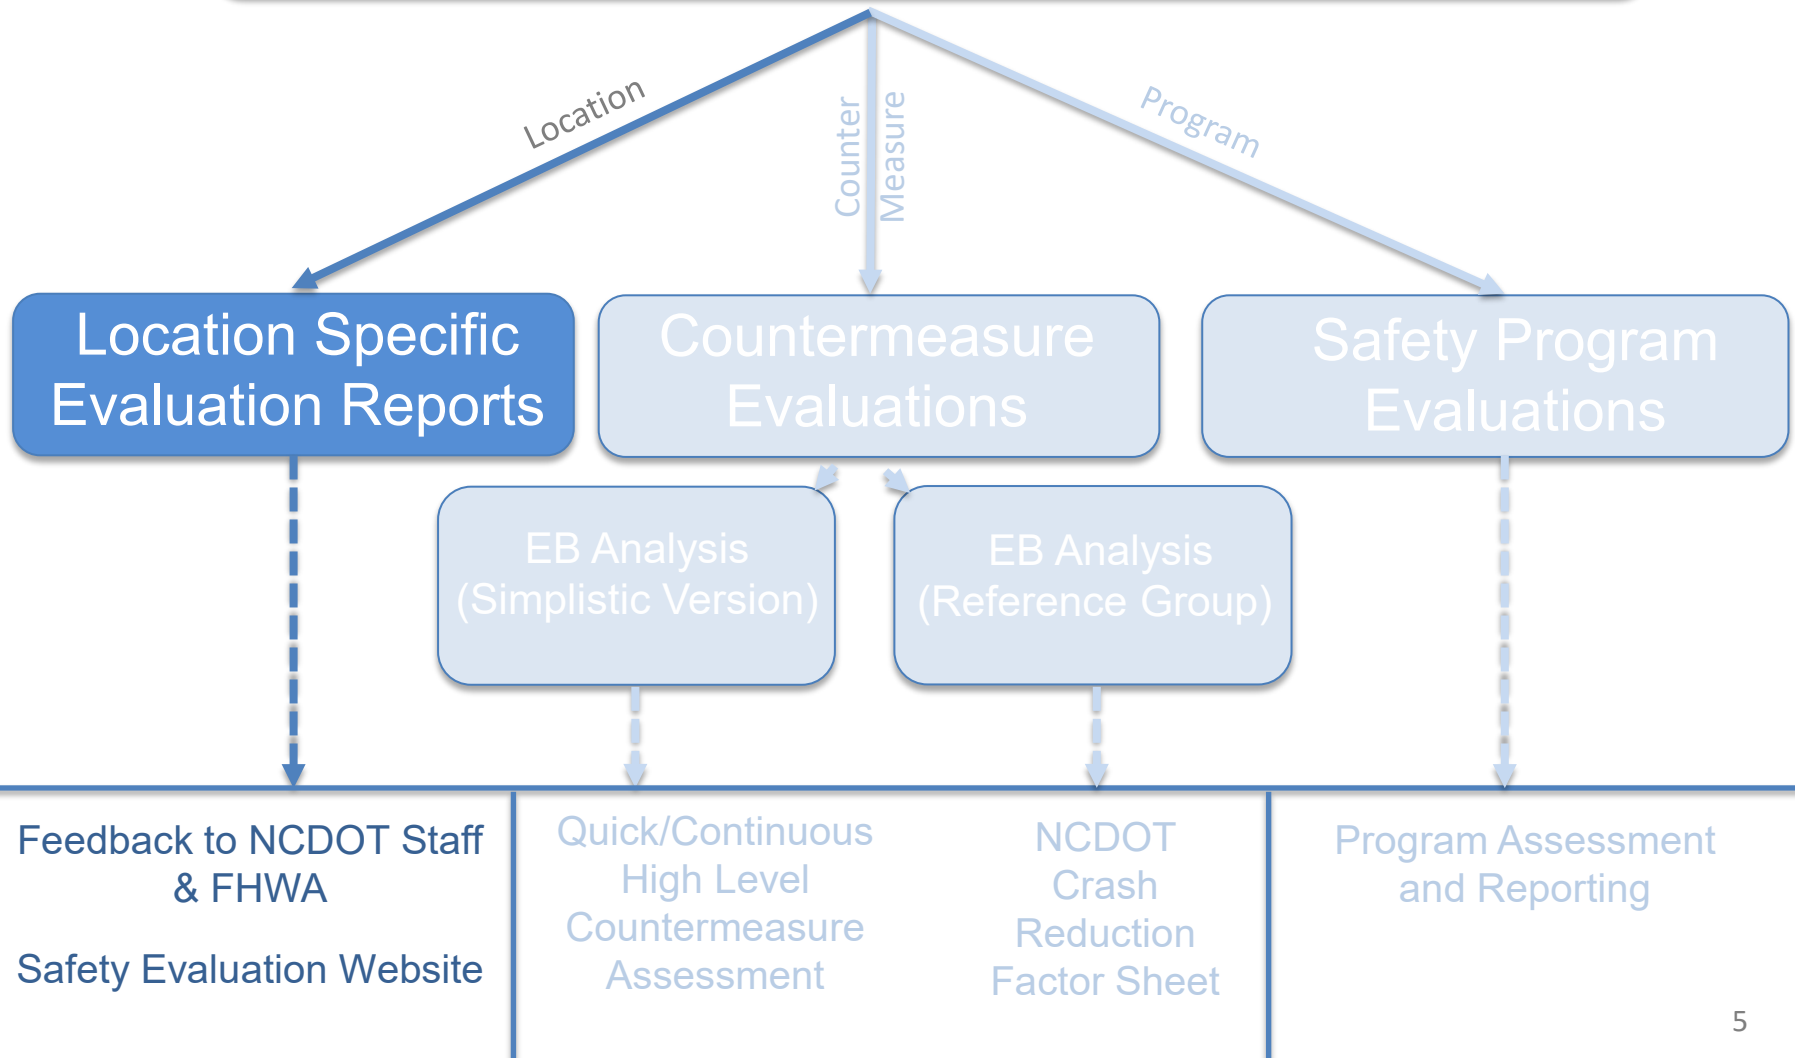 Location
Counter
Measure
Program
Location Specific
Evaluation Reports
Countermeasure
Evaluations
Safety Program
Evaluations
EB Analysis
(Simplistic Version)
EB Analysis
(Reference Group)
Feedback to NCDOT Staff
& FHWA
Safety Evaluation Website
Quick/Continuous
High Level
Countermeasure
Assessment
NCDOT
Crash
Reduction
Factor Sheet
Program Assessment
and Reporting
5